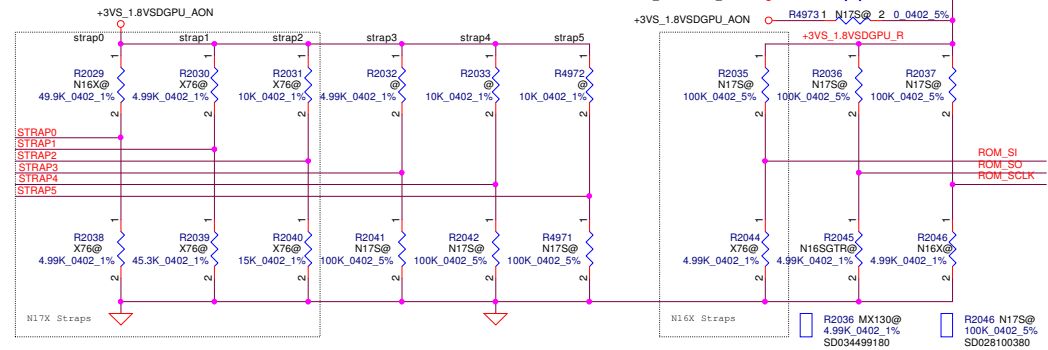 +3VS_1.8VSDGPU_AON
+3VS_1.8VSDGPU_AON
R4973 1 N17S@ 2 0_0402_5%
strap0 strap1 strap2 strap3 strap4 strap5
+3VS_1.8VSDGPU_R
1 1 1 1 1 1 1 1 1
R2029 R2030 R2031 R2032 R2033 R4972 R2035 R2036 R2037
N16X@ X76@ X76@ @ @ @ N17S@ N17S@ N17S@
49.9K_0402_1% 4.99K_0402_1% 10K_0402_1% 4.99K_0402_1% 10K_0402_1% 10K_0402_1% 100K_0402_5% 100K_0402_5% 100K_0402_5%
2 2 2 2 2 2 2 2 2
STRAP0
STRAP1
STRAP2
STRAP3
STRAP4
STRAP5
ROM_SI
ROM_SO
ROM_SCLK
1 1 1 1 1 1 1 1 1
R2038 R2039 R2040 R2041 R2042 R4971 R2044 R2045 R2046
X76@ X76@ X76@ N17S@ N17S@ N17S@ X76@ N16SGTR@ N16X@
4.99K_0402_1% 45.3K_0402_1% 15K_0402_1% 100K_0402_5% 100K_0402_5% 100K_0402_5% 4.99K_0402_1% 4.99K_0402_1% 4.99K_0402_1%
2 2 2 2 2 2 2 2 2
N17X Straps
N16X Straps
R2036 MX130@
4.99K_0402_1%
SD034499180
R2046 N17S@
100K_0402_5%
SD028100380